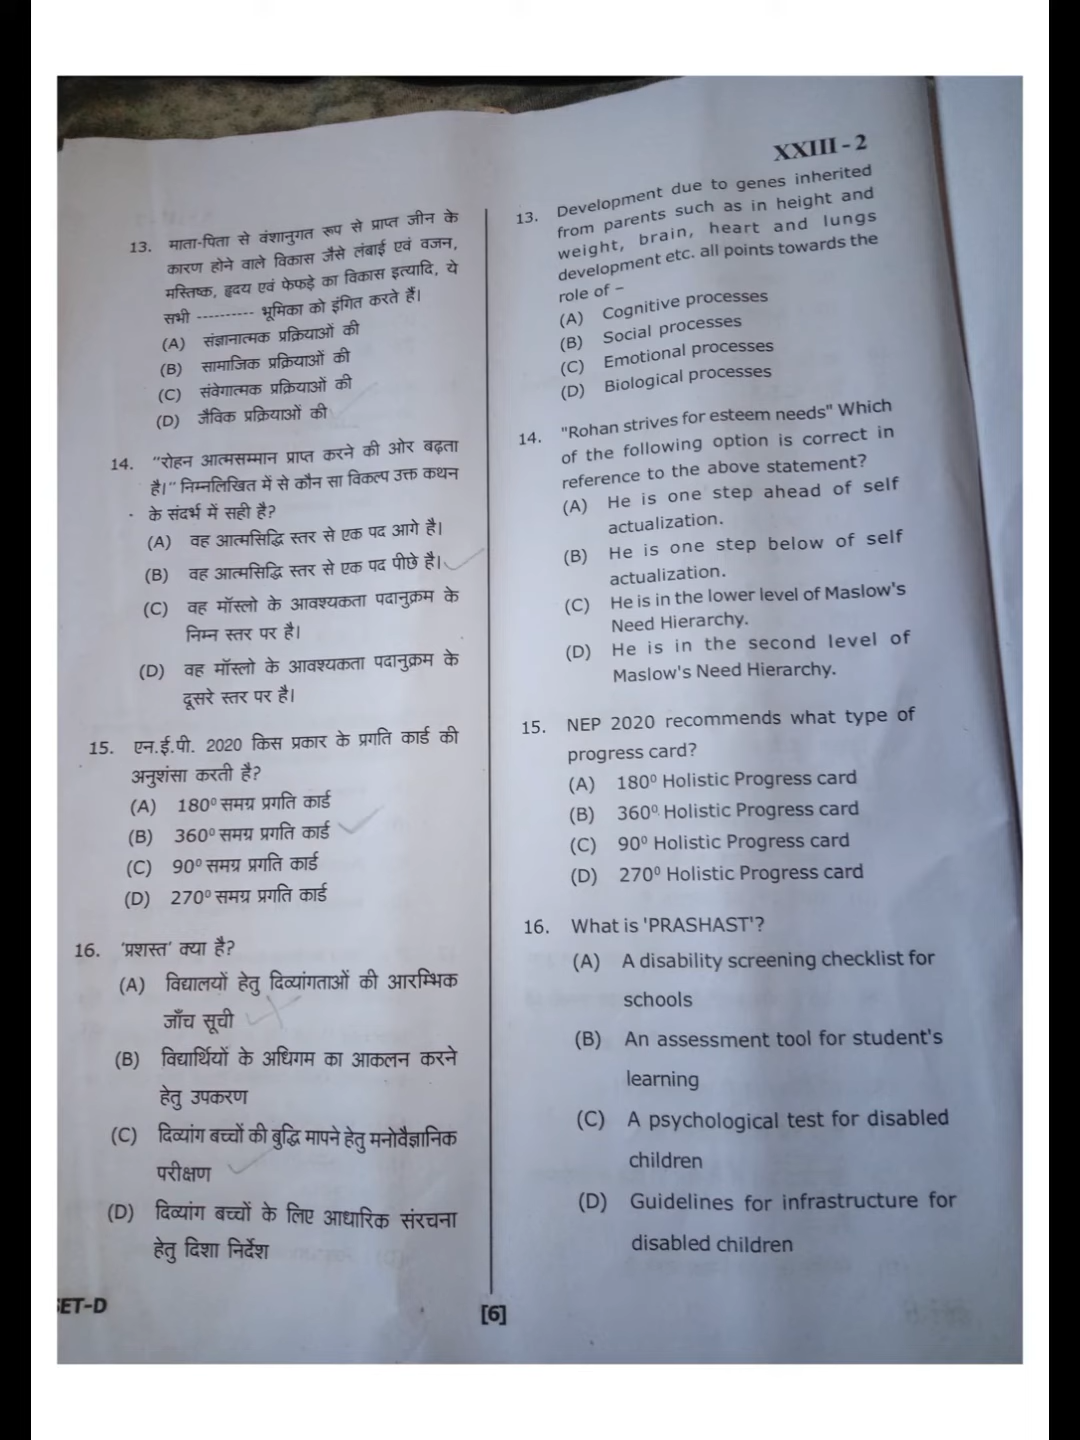 XXIII - 2
13. माता-पिता से वंशानुगत रूप से प्राप्त जीन के
कारण होने वाले विकास जैसे लंबाई एवं वजन,
मस्तिष्क, हृदय एवं फेफड़े का विकास इत्यादि, ये
सभी ---------- भूमिका को इंगित करते हैं।
(A) संज्ञानात्मक प्रक्रियाओं की
(B) सामाजिक प्रक्रियाओं की
(C) संवेगात्मक प्रक्रियाओं की
(D) जैविक प्रक्रियाओं की
14. “रोहन आत्मसम्मान प्राप्त करने की ओर बढ़ता
है।“ निम्नलिखित में से कौन सा विकल्प उक्त कथन
के संदर्भ में सही है?
(A) वह आत्मसिद्धि स्तर से एक पद आगे है।
(B) वह आत्मसिद्धि स्तर से एक पद पीछे है।
(C) वह मॉस्लो के आवश्यकता पदानुक्रम के
निम्न स्तर पर है।
(D) वह मॉस्लो के आवश्यकता पदानुक्रम के
दूसरे स्तर पर है।
15. एन.ई.पी. 2020 किस प्रकार के प्रगति कार्ड की
अनुशंसा करती है?
(A) 180⁰ समग्र प्रगति कार्ड
(B) 360⁰ समग्र प्रगति कार्ड
(C) 90⁰ समग्र प्रगति कार्ड
(D) 270⁰ समग्र प्रगति कार्ड
16. ‘प्रशस्त’ क्या है?
(A) विद्यालयों हेतु दिव्यांगताओं की आरम्भिक
जाँच सूची
(B) विद्यार्थियों के अधिगम का आकलन करने
हेतु उपकरण
(C) दिव्यांग बच्चों की बुद्धि मापने हेतु मनोवैज्ञानिक
परीक्षण
(D) दिव्यांग बच्चों के लिए आधारिक संरचना
हेतु दिशा निर्देश
13. Development due to genes inherited
from parents such as in height and
weight, brain, heart and lungs
development etc. all points towards the
role of –
(A) Cognitive processes
(B) Social processes
(C) Emotional processes
(D) Biological processes
14. "Rohan strives for esteem needs" Which
of the following option is correct in
reference to the above statement?
(A) He is one step ahead of self
actualization.
(B) He is one step below of self
actualization.
(C) He is in the lower level of Maslow's
Need Hierarchy.
(D) He is in the second level of
Maslow's Need Hierarchy.
15. NEP 2020 recommends what type of
progress card?
(A) 180⁰ Holistic Progress card
(B) 360⁰ Holistic Progress card
(C) 90⁰ Holistic Progress card
(D) 270⁰ Holistic Progress card
16. What is 'PRASHAST'?
(A) A disability screening checklist for
schools
(B) An assessment tool for student's
learning
(C) A psychological test for disabled
children
(D) Guidelines for infrastructure for
disabled children
SET-D
[6]